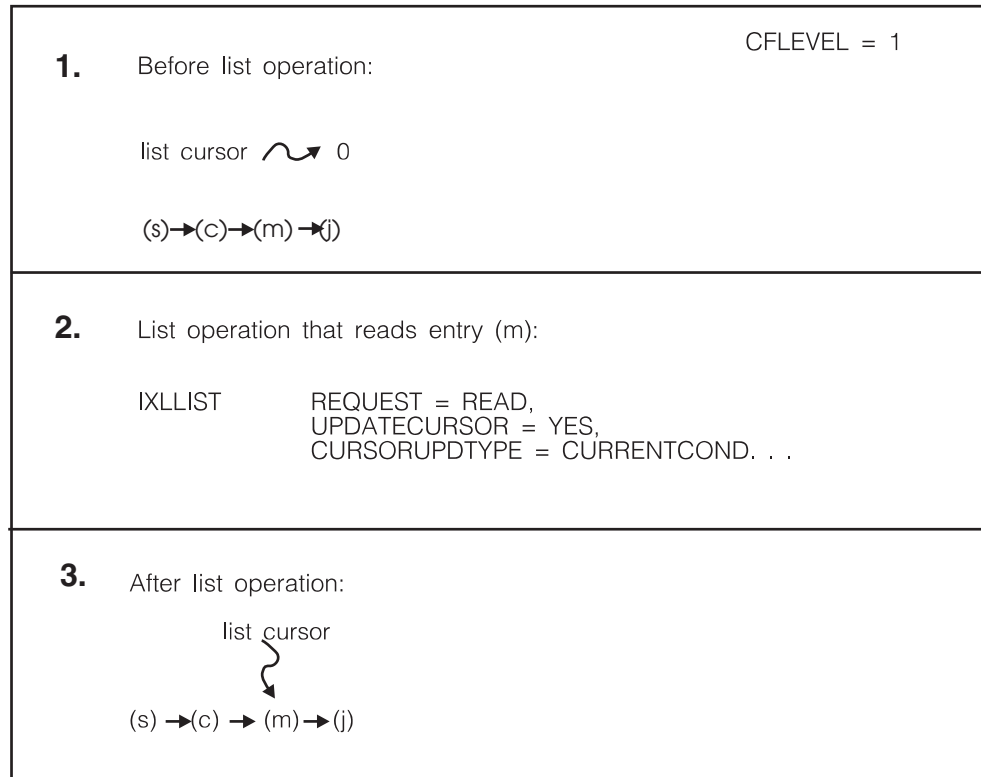 CFLEVEL = 1
1. Before list operation:
list cursor 0
(s) (c) (m) (j)
2. List operation that reads entry (m):
IXLLIST REQUEST = READ,
UPDATECURSOR = YES,
CURSORUPDTYPE = CURRENTCOND. . .
3. After list operation:
list cursor
(s) (c) (m) (j)